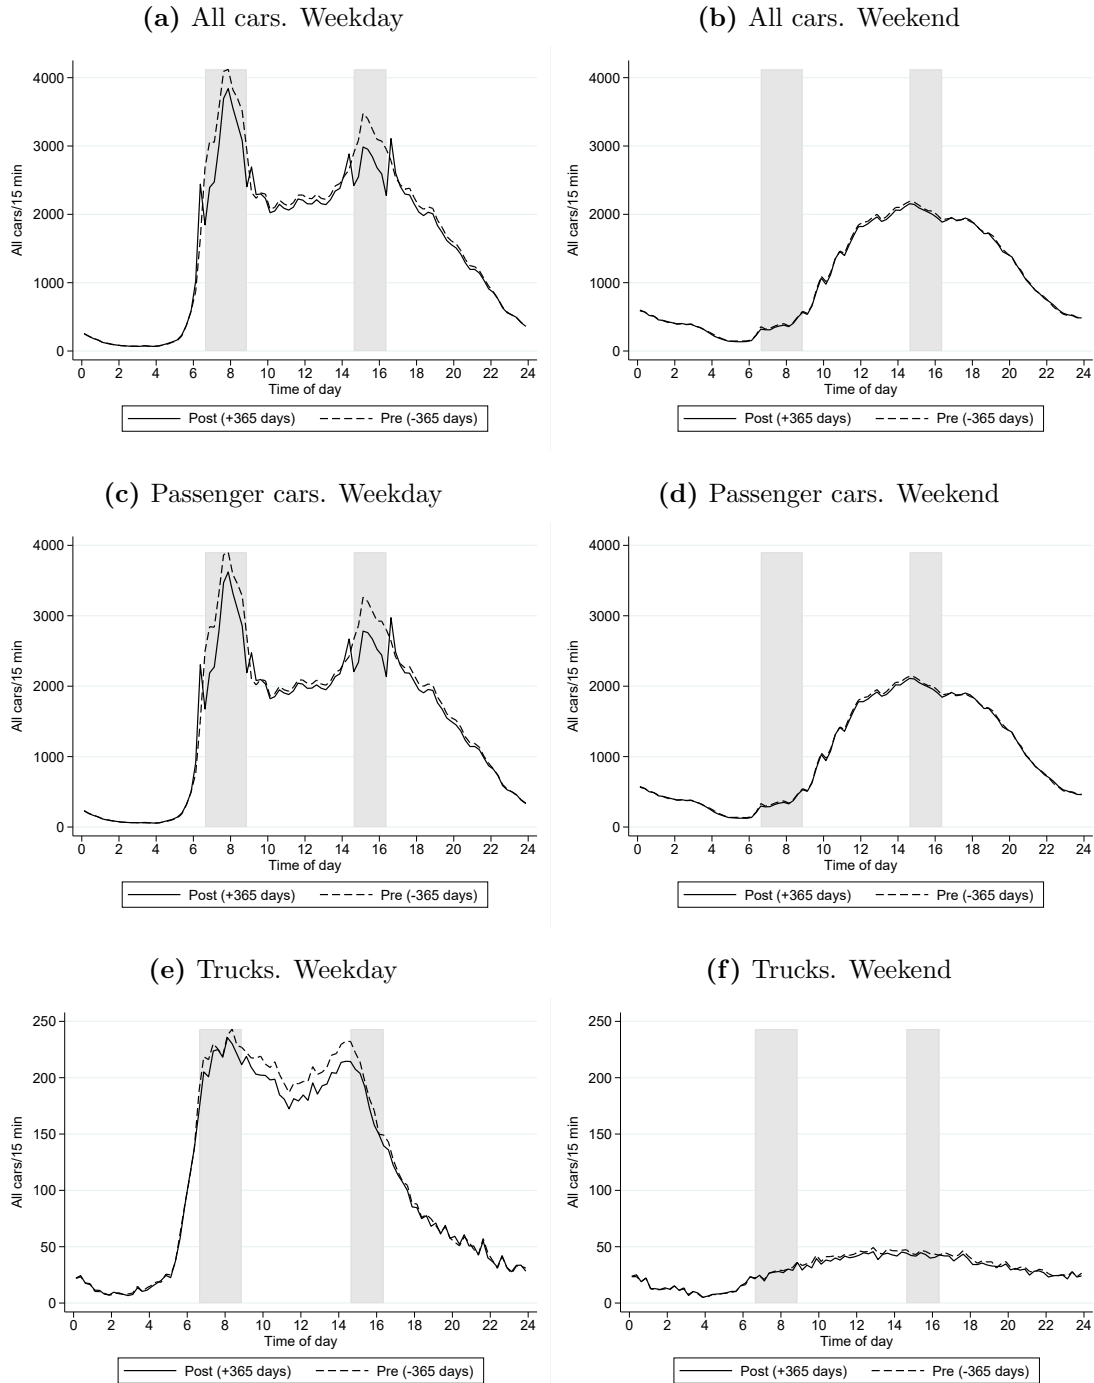 (a) All cars. Weekday
(b) All cars. Weekend
4000
3000
2000
1000
0
All cars/15 min
0 2 4 6 8 10 12 14 16 18 20 22 24
Time of day
Post (+365 days) Pre (-365 days)
4000
3000
2000
1000
0
All cars/15 min
0 2 4 6 8 10 12 14 16 18 20 22 24
Time of day
Post (+365 days) Pre (-365 days)
(c) Passenger cars. Weekday
(d) Passenger cars. Weekend
4000
3000
2000
1000
0
All cars/15 min
0 2 4 6 8 10 12 14 16 18 20 22 24
Time of day
Post (+365 days) Pre (-365 days)
4000
3000
2000
1000
0
All cars/15 min
0 2 4 6 8 10 12 14 16 18 20 22 24
Time of day
Post (+365 days) Pre (-365 days)
(e) Trucks. Weekday
(f) Trucks. Weekend
250
200
150
100
50
0
All cars/15 min
0 2 4 6 8 10 12 14 16 18 20 22 24
Time of day
Post (+365 days) Pre (-365 days)
250
200
150
100
50
0
All cars/15 min
0 2 4 6 8 10 12 14 16 18 20 22 24
Time of day
Post (+365 days) Pre (-365 days)